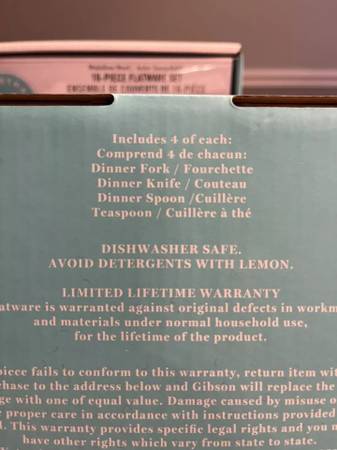 16-PIECE FLATWARE SET
ENSEMBLE DE COUVERTS DE 16-PIÈCE
Includes 4 of each:
Comprend 4 de chacun:
Dinner Fork / Fourchette
Dinner Knife / Couteau
Dinner Spoon /Cuillère
Teaspoon / Cuillère à thé
DISHWASHER SAFE.
AVOID DETERGENTS WITH LEMON.
LIMITED LIFETIME WARRANTY
atware is warranted against original defects in workm
and materials under normal household use,
for the lifetime of the product.
piece fails to conform to this warranty, return item wit
chase to the address below and Gibson will replace the
ge with one of equal value. Damage caused by misuse o
r proper care in accordance with instructions provided
l. This warranty provides specific legal rights and you m
have other rights which vary from state to state.